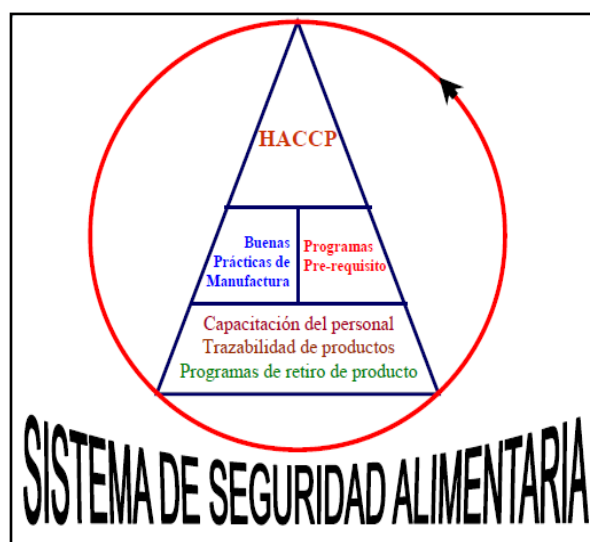 HACCP
Buenas
Prácticas de
Manufactura
Programas
Pre-requisito
Capacitación del personal
Trazabilidad de productos
Programas de retiro de producto
SISTEMA DE SEGURIDAD ALIMENTARIA